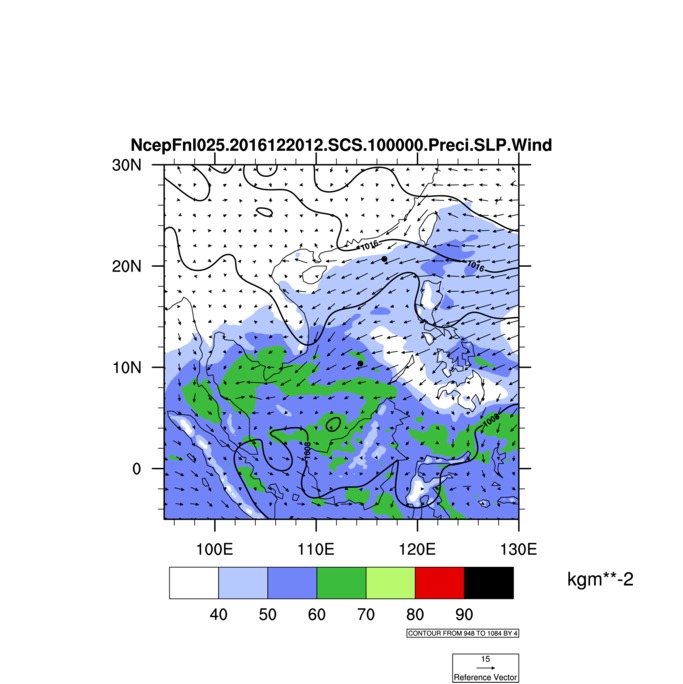 NcepFnl025.2016122012.SCS.100000.Preci.SLP.Wind
30N
20N
10N
0
1016
1016
1008
1008
100E 110E 120E 130E
kgm**-2
40 50 60 70 80 90
CONTOUR FROM 948 TO 1084 BY 4
15
Reference Vector